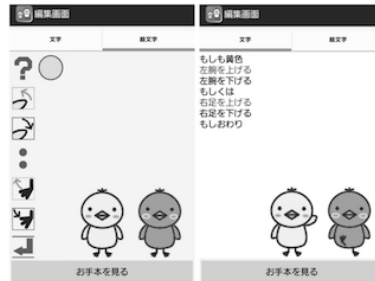 編集画面
文字
絵文字
?
お手本を見る
編集画面
文字
絵文字
もしも黄色
左腕を上げる
左腕を下げる
もしくは
右足を上げる
右足を下げる
もしおわり
お手本を見る